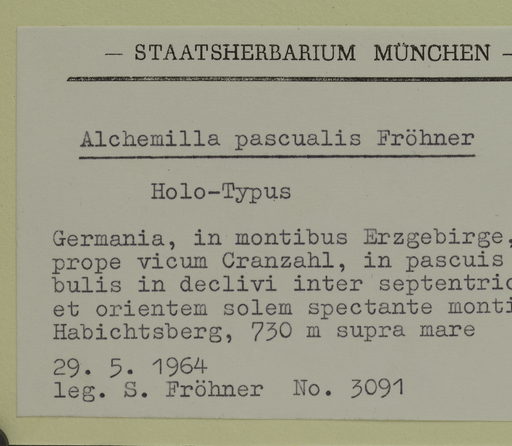 — STAATSHERBARIUM MÜNCHEN —
Alchemilla pascualis Fröhner
Holo-Typus
Germania, in montibus Erzgebirge,
prope vicum Cranzahl, in pascuis
bulis in declivi inter septentrio
et orientem solem spectante monti
Habichtsberg, 730 m supra mare
29. 5. 1964
leg. S. Fröhner No. 3091